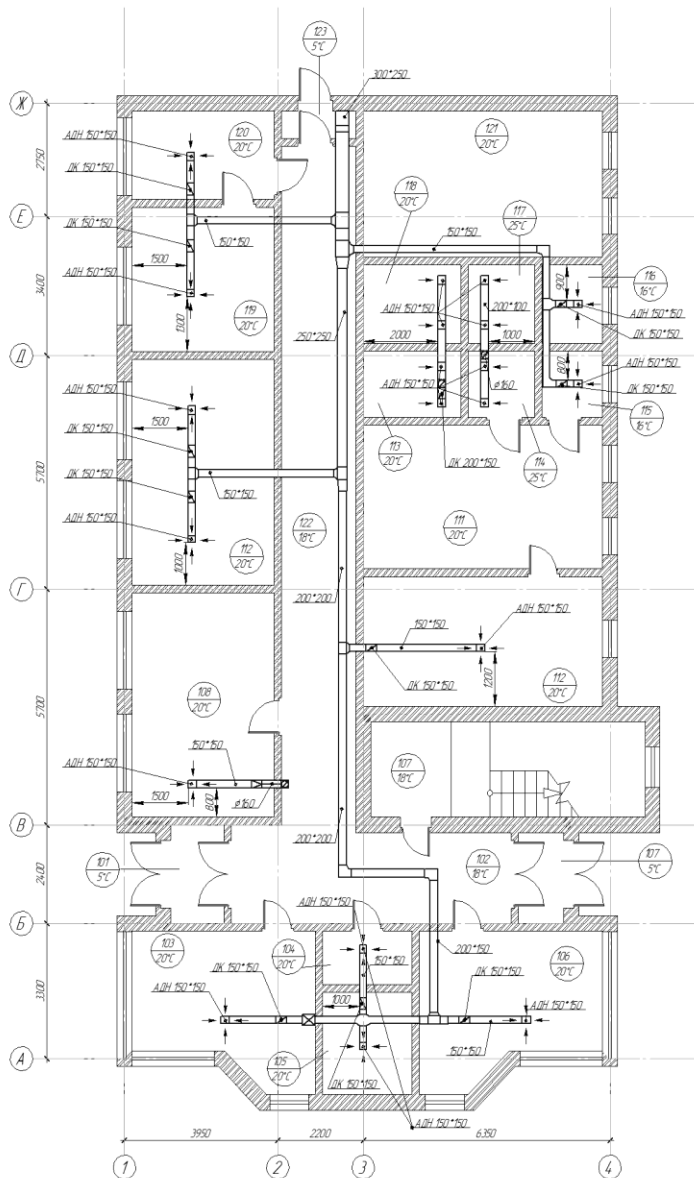 123
5°C
300*250
Ж
АДН 150*150
120
20°C
121
20°C
ДК 150*150
118
20°C
117
25°C
2750
Е
ДК 150*150
150*150
150*150
116
16°C
1500
900
АДН 150*150
АДН 150*150
АДН 150*150
200*100
ДК 150*150
3400
1300
119
20°C
250*250
2000
1000
АДН 150*150
Д
800
ДК 150*150
АДН 150*150
1500
АДН 150*150
ø160
115
16°C
ДК 150*150
113
20°C
114
25°C
ДК 200*150
ДК 150*150
5700
150*150
АДН 150*150
122
18°C
111
20°C
1000
112
20°C
Г
200*200
АДН 150*150
150*150
ДК 150*150
1200
112
20°C
5700
108
20°C
150*150
107
18°C
АДН 150*150
1500
800
ø160
В
200*200
101
5°C
102
18°C
107
5°C
2400
АДН 150*150
Б
103
20°C
104
20°C
150*150
200*150
106
20°C
ДК 150*150
ДК 150*150
3300
АДН 150*150
1000
АДН 150*150
105
20°C
150*150
А
ДК 150*150
АДН 150*150
3950
2200
6350
1
2
3
4